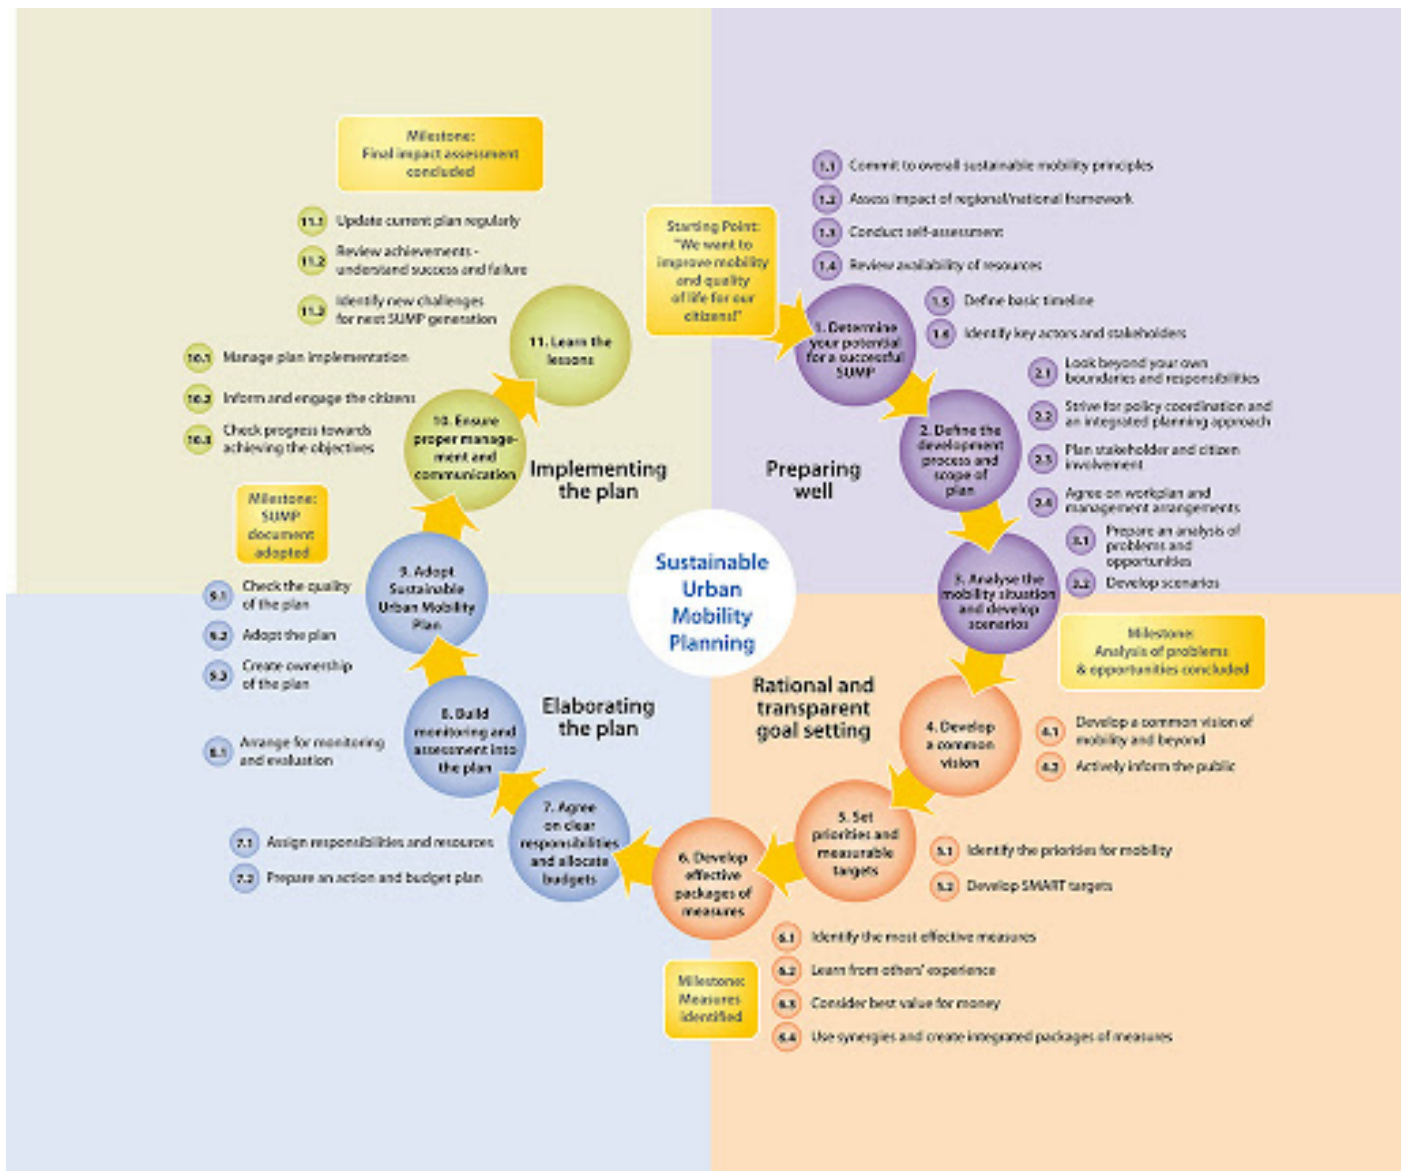 Milestone:
Final impact assessment
concluded
11.1 Update current plan regularly
11.2 Review achievements -
understand success and failure
11.3 Identify new challenges
for next SUMP generation
10.1 Manage plan implementation
10.2 Inform and engage the citizens
10.3 Check progress towards
achieving the objectives
11. Learn the
lessons
10. Ensure
proper manage-
ment and
communication
Implementing
the plan
Starting Point:
"We want to
improve mobility
and quality
of life for our
citizens!"
1.1 Commit to overall sustainable mobility principles
1.2 Assess impact of regional/national framework
1.3 Conduct self-assessment
1.4 Review availability of resources
1.5 Define basic timeline
1.6 Identify key actors and stakeholders
1. Determine
your potential
for a successful
SUMP
2.1 Look beyond your own
boundaries and responsibilities
2.2 Strive for policy coordination and
an integrated planning approach
2.3 Plan stakeholder and citizen
involvement
2.4 Agree on workplan and
management arrangements
2. Define the
development
process and
scope of
plan
Preparing
well
3.1 Prepare an analysis of
problems and
opportunities
3.2 Develop scenarios
3. Analyse the
mobility situation
and develop
scenarios
Milestone:
Analysis of problems
& opportunities concluded
Sustainable
Urban
Mobility
Planning
Rational and
transparent
goal setting
4. Develop
a common
vision
4.1 Develop a common vision of
mobility and beyond
4.2 Actively inform the public
5. Set
priorities and
measurable
targets
5.1 Identify the priorities for mobility
5.2 Develop SMART targets
6. Develop
effective
packages of
measures
6.1 Identify the most effective measures
6.2 Learn from others' experience
6.3 Consider best value for money
6.4 Use synergies and create integrated packages of measures
Milestone:
Measures
identified
Elaborating
the plan
7. Agree
on clear
responsibilities
and allocate
budgets
7.1 Assign responsibilities and resources
7.2 Prepare an action and budget plan
8. Build
monitoring and
assessment into
the plan
8.1 Arrange for monitoring
and evaluation
9. Adopt
Sustainable
Urban Mobility
Plan
9.1 Check the quality
of the plan
9.2 Adopt the plan
9.3 Create ownership
of the plan
Milestone:
SUMP
document
adopted